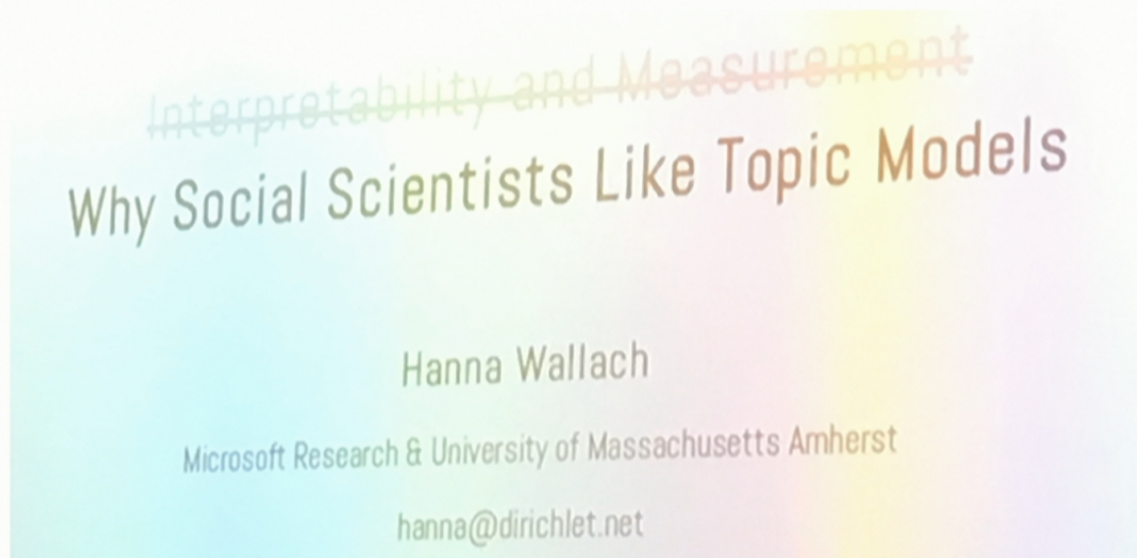 Interpretability and Measurement
Why Social Scientists Like Topic Models
Hanna Wallach
Microsoft Research & University of Massachusetts Amherst
hanna@dirichlet.net